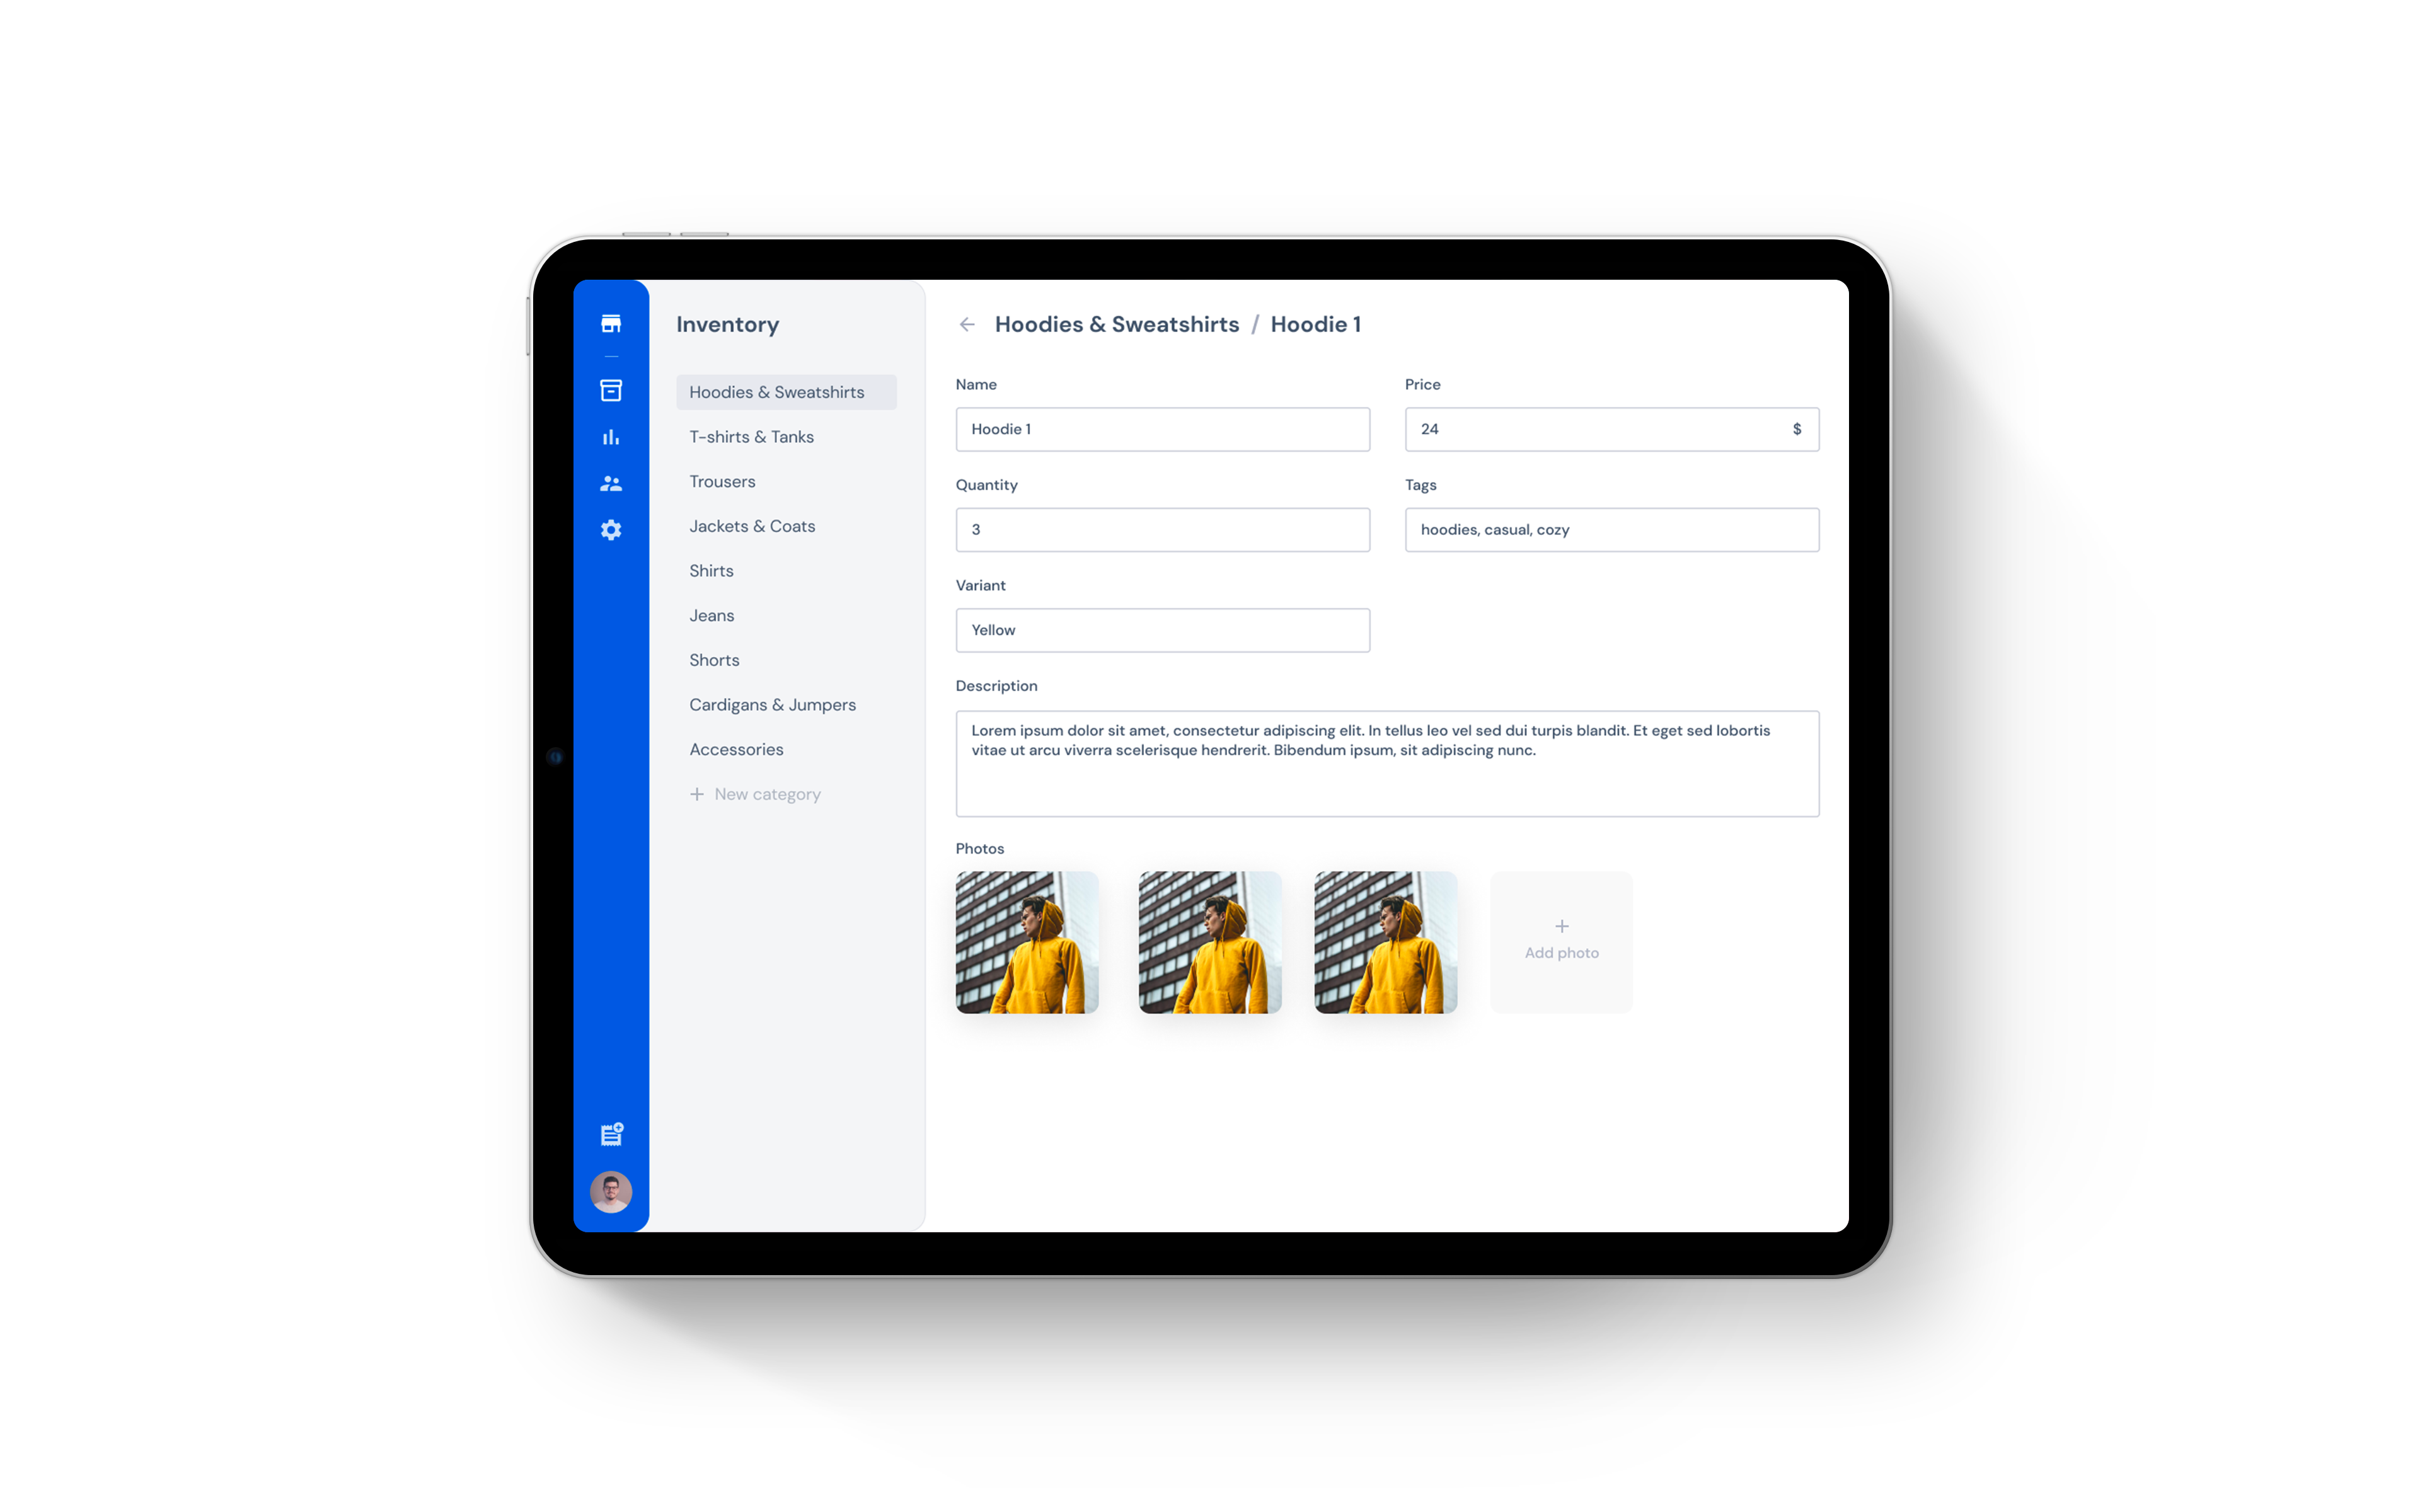 Inventory
Hoodies & Sweatshirts
T-shirts & Tanks
Trousers
Jackets & Coats
Shirts
Jeans
Shorts
Cardigans & Jumpers
Accessories
+ New category
Hoodies & Sweatshirts / Hoodie 1
Name
Hoodie 1
Price
24 $
Quantity
3
Tags
hoodies, casual, cozy
Variant
Yellow
Description
Lorem ipsum dolor sit amet, consectetur adipiscing elit. In tellus leo vel sed dui turpis blandit. Et eget sed lobortis
vitae ut arcu viverra scelerisque hendrerit. Bibendum ipsum, sit adipiscing nunc.
Photos
+
Add photo